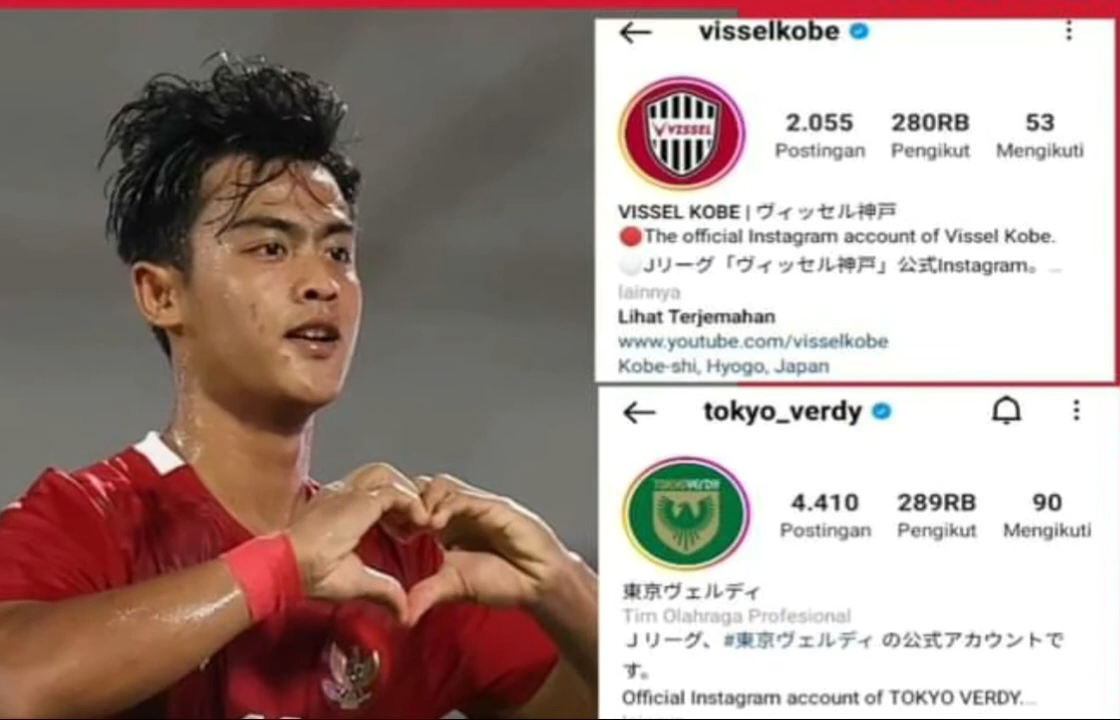 visselkobe
VISSEL
2.055 280RB 53
Postingan Pengikut Mengikuti
VISSEL KOBE | ヴィッセル神戸
🔴The official Instagram account of Vissel Kobe.
⚪Jリーグ「ヴィッセル神戸」公式Instagram。...
lainnya
Lihat Terjemahan
www.youtube.com/visselkobe
Kobe-shi, Hyogo, Japan
tokyo_verdy
TOKYO VERDY
4.410 289RB 90
Postingan Pengikut Mengikuti
東京ヴェルディ
Tim Olahraga Profesional
Jリーグ、#東京ヴェルディ の公式アカウントで
す。
Official Instagram account of TOKYO VERDY...